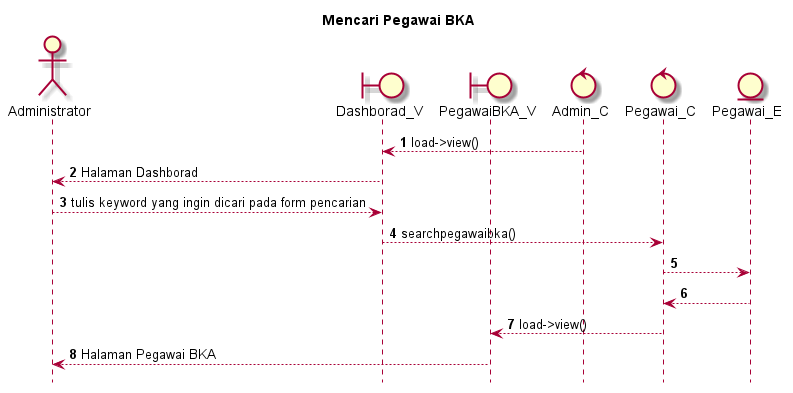 Mencari Pegawai BKA
Administrator
Dashborad_V
PegawaiBKA_V
Admin_C
Pegawai_C
Pegawai_E
1 load->view()
2 Halaman Dashborad
3 tulis keyword yang ingin dicari pada form pencarian
4 searchpegawaibka()
5
6
7 load->view()
8 Halaman Pegawai BKA